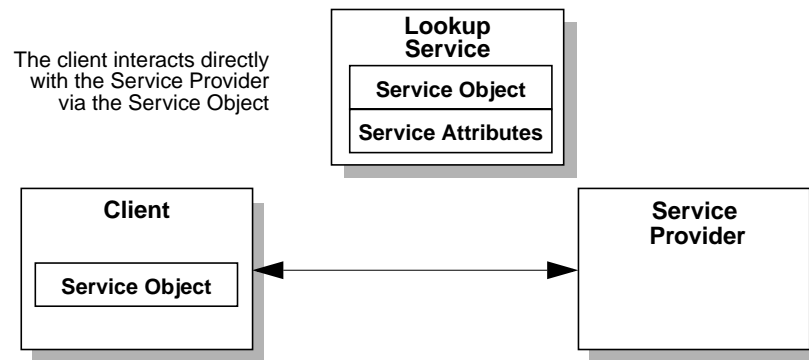 The client interacts directly
with the Service Provider
via the Service Object
Lookup
Service
Service Object
Service Attributes
Client
Service Object
Service
Provider